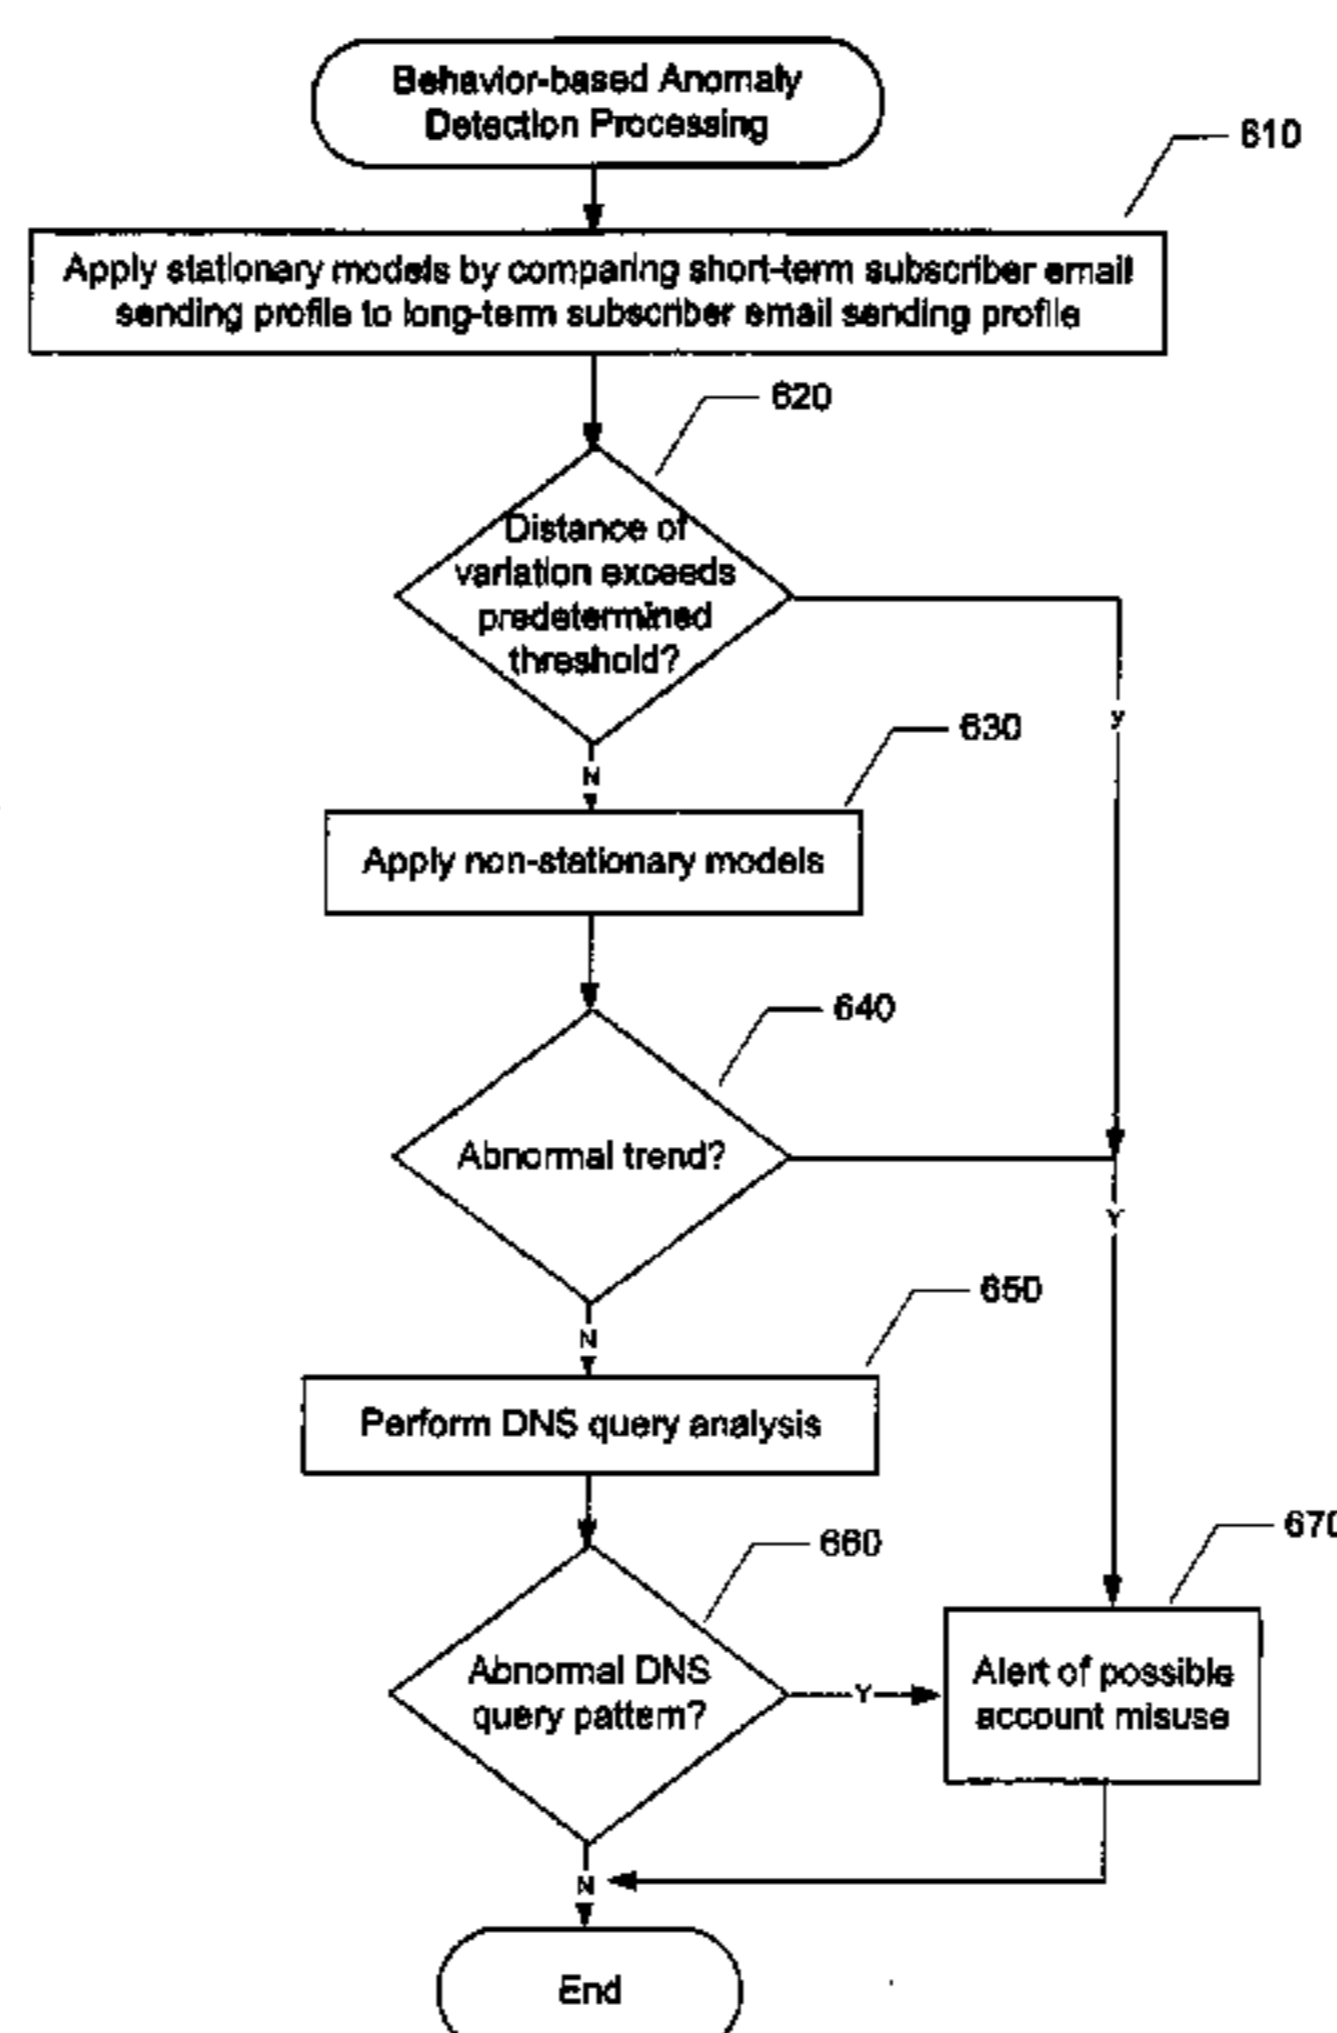 Behavior-based Anomaly
Detection Processing
610
Apply stationary models by comparing short-term subscriber email
sending profile to long-term subscriber email sending profile
620
Distance of
variation exceeds
predetermined
threshold?
y
630
N
Apply non-stationary models
640
Abnormal trend?
Y
650
N
Perform DNS query analysis
660
670
Abnormal DNS
query pattern?
Y
Alert of possible
account misuse
N
End